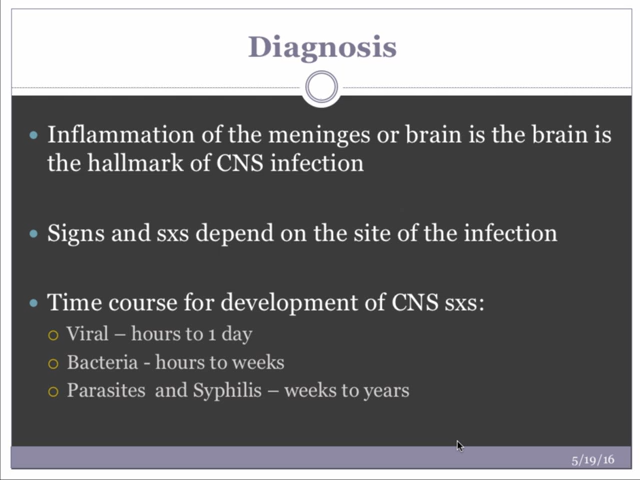 Diagnosis
Inflammation of the meninges or brain is the brain is
the hallmark of CNS infection
Signs and sxs depend on the site of the infection
Time course for development of CNS sxs:
Viral – hours to 1 day
Bacteria - hours to weeks
Parasites and Syphilis – weeks to years
5/19/16